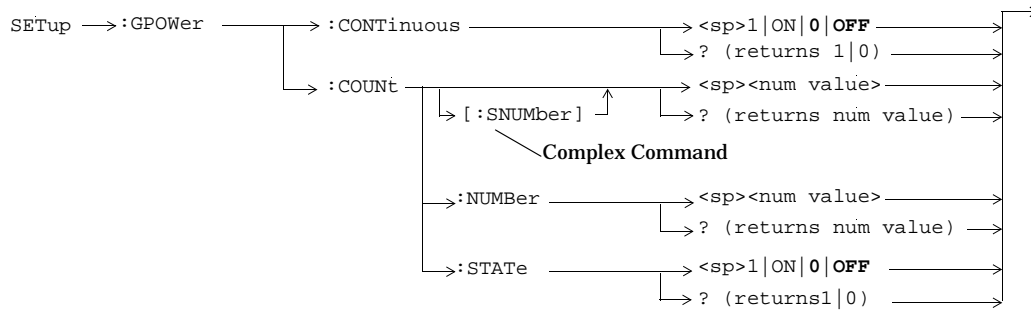 SETup :GPOWer :CONTinuous <sp>1|ON|0|OFF
? (returns 1|0)
:COUNt <sp><num value>
[:SNUMber] ? (returns num value)
Complex Command
:NUMBer <sp><num value>
? (returns num value)
:STATe <sp>1|ON|0|OFF
? (returns1|0)